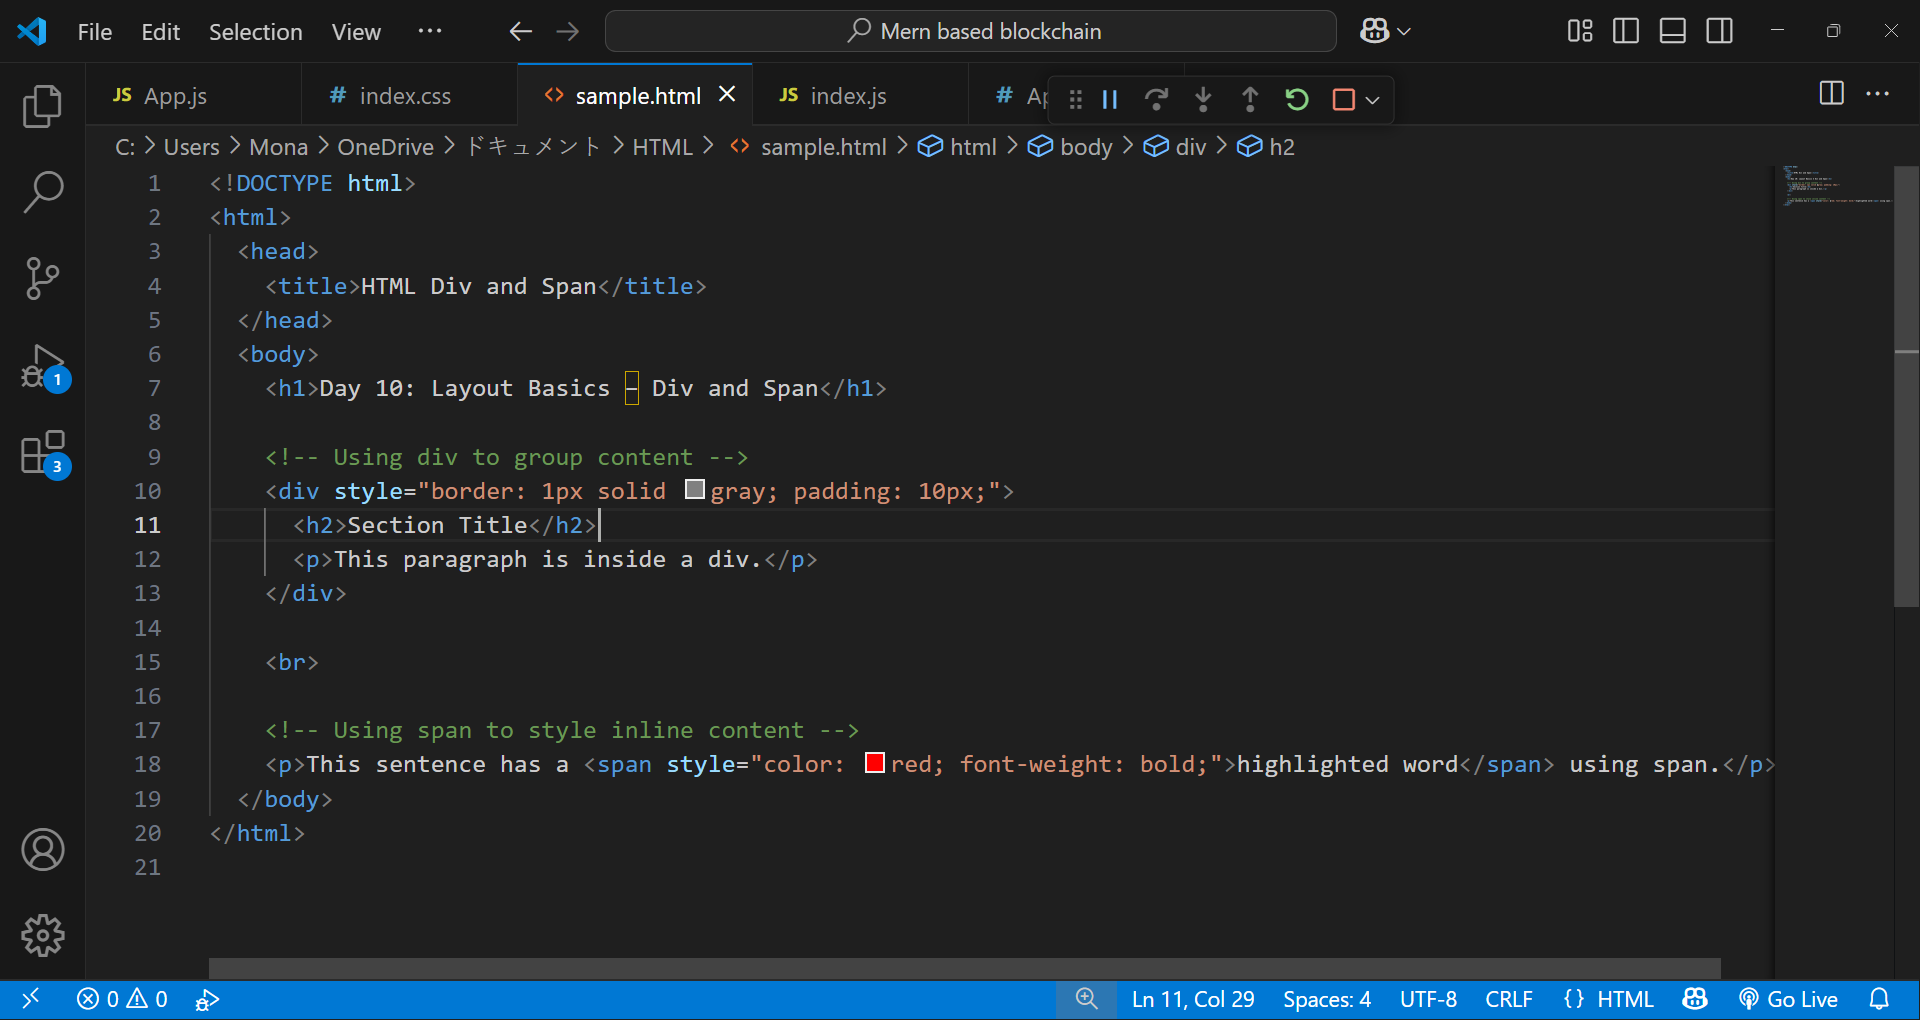 File Edit Selection View ··· Mern based blockchain
JS App.js # index.css <> sample.html JS index.js # Ap
C: > Users > Mona > OneDrive > ドキュメント > HTML > <> sample.html > html > body > div > h2
1 <!DOCTYPE html>
2 <html>
3 <head>
4 <title>HTML Div and Span</title>
5 </head>
6 <body>
7 <h1>Day 10: Layout Basics – Div and Span</h1>
8
9 <!-- Using div to group content -->
10 <div style="border: 1px solid gray; padding: 10px;">
11 <h2>Section Title</h2>
12 <p>This paragraph is inside a div.</p>
13 </div>
14
15 <br>
16
17 <!-- Using span to style inline content -->
18 <p>This sentence has a <span style="color: red; font-weight: bold;">highlighted word</span> using span.</p>
19 </body>
20 </html>
21
1
3
0 0 Ln 11, Col 29 Spaces: 4 UTF-8 CRLF {} HTML Go Live